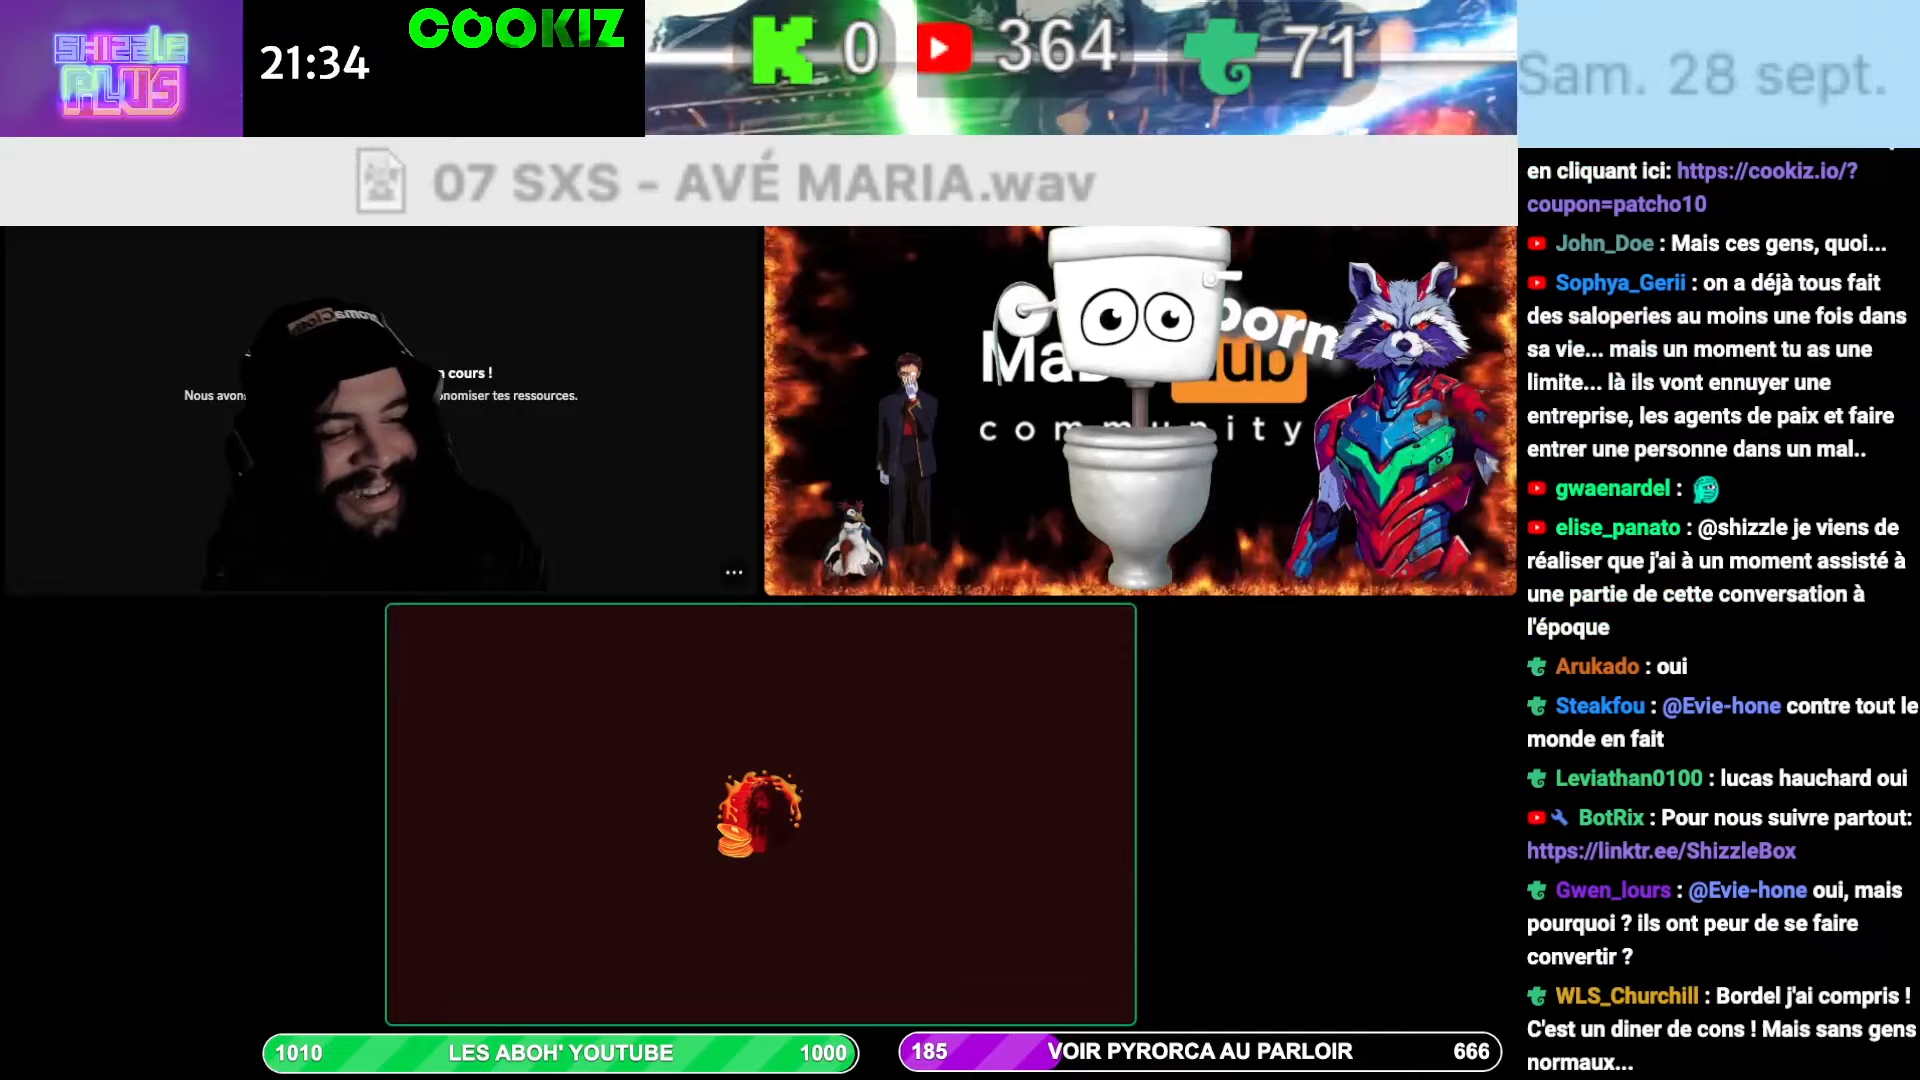 SHIZZLE
PLUS
21:34
COOKIZ
0
364
71
Sam. 28 sept.
07 SXS - AVÉ MARIA.wav
en cours !
Nous avons
onomiser tes ressources.
born
Ma
Hub
community
en cliquant ici: https://cookiz.io/?
coupon=patcho10
John_Doe : Mais ces gens, quoi...
Sophya_Gerii : on a déjà tous fait
des saloperies au moins une fois dans
sa vie... mais un moment tu as une
limite... là ils vont ennuyer une
entreprise, les agents de paix et faire
entrer une personne dans un mal..
gwaenardel :
elise_panato : @shizzle je viens de
réaliser que j'ai à un moment assisté à
une partie de cette conversation à
l'époque
Arukado : oui
Steakfou : @Evie-hone contre tout le
monde en fait
Leviathan0100 : lucas hauchard oui
BotRix : Pour nous suivre partout:
https://linktr.ee/ShizzleBox
Gwen_lours : @Evie-hone oui, mais
pourquoi ? ils ont peur de se faire
convertir ?
WLS_Churchill : Bordel j'ai compris !
C'est un diner de cons ! Mais sans gens
normaux...
1010 LES ABOH' YOUTUBE 1000
185 VOIR PYRORCA AU PARLOIR 666